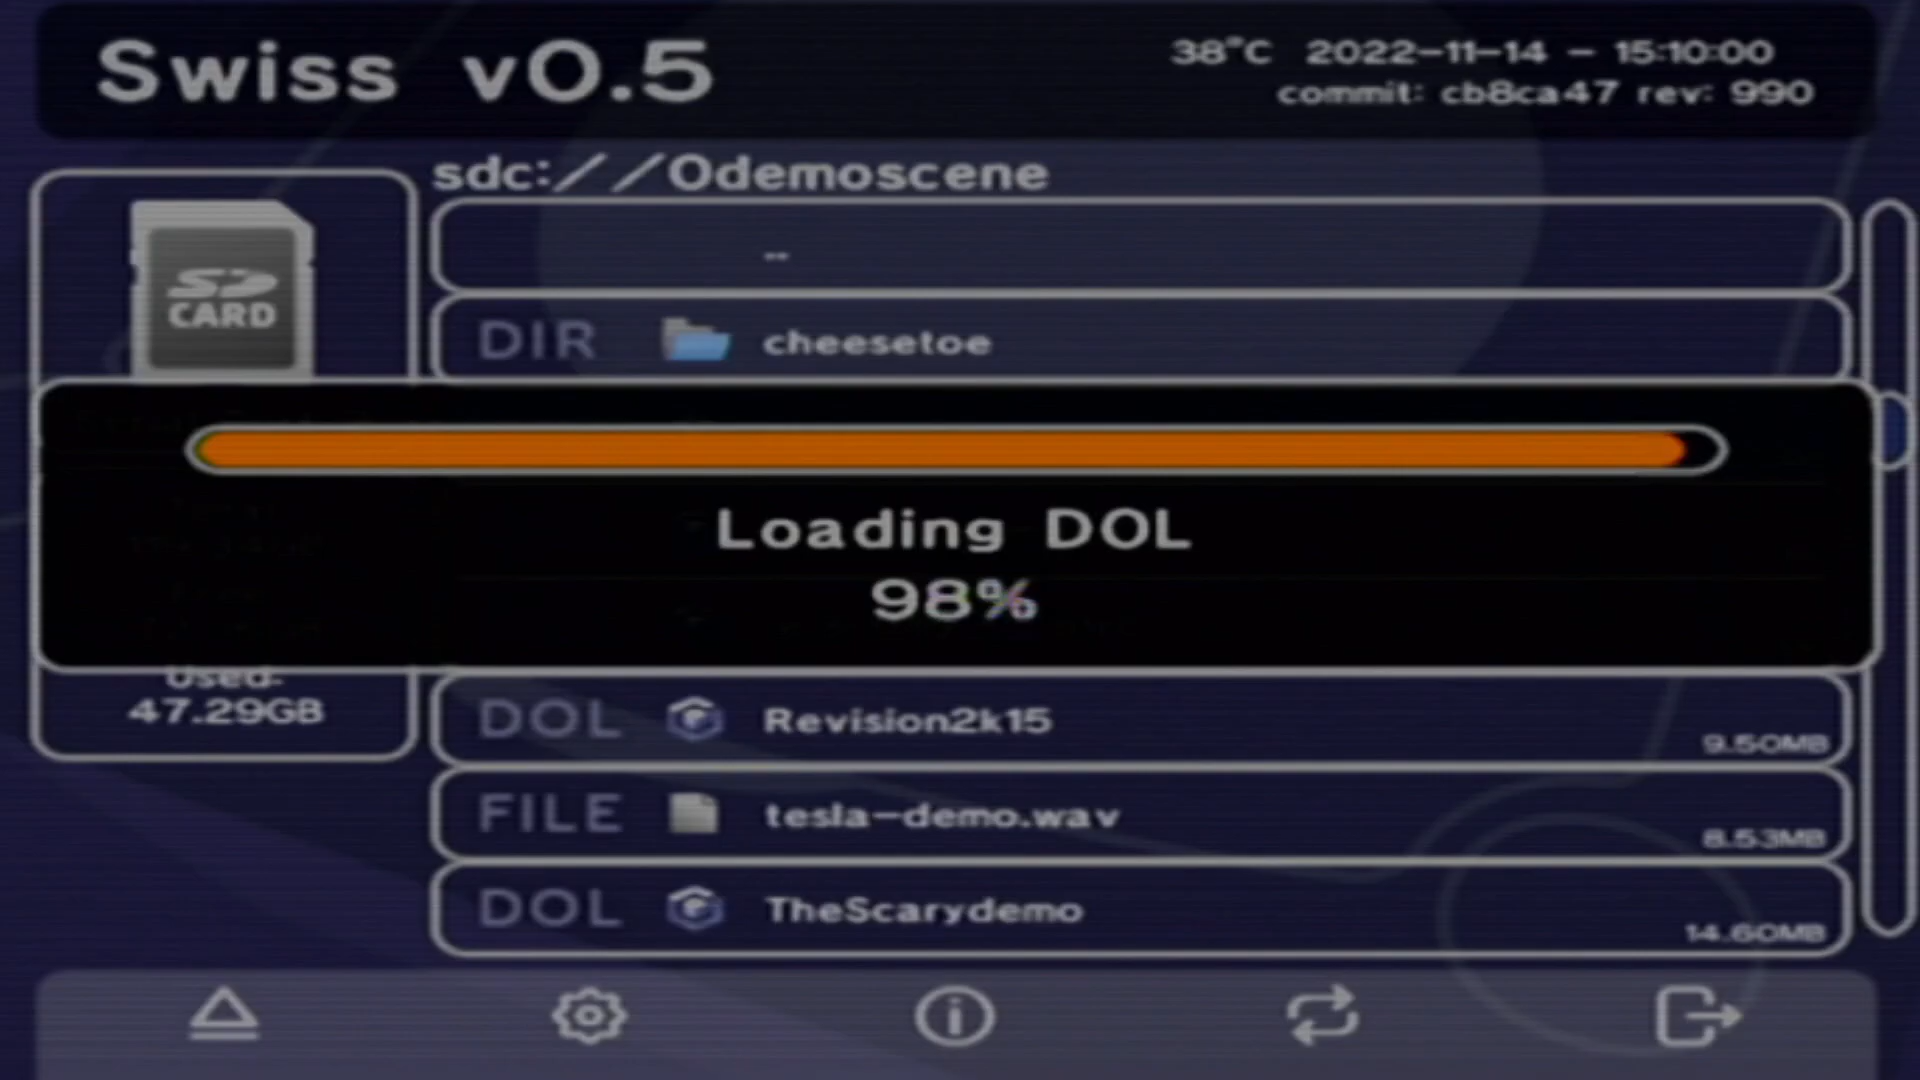 Swiss v0.5
38°C 2022-11-14 - 15:10:00
commit: cb8ca47 rev: 990
sdc://0demoscene
SD
CARD
--
DIR cheesetoe
Loading DOL
98%
Used:
47.29GB
DOL Revision2k15
9.50MB
FILE tesla-demo.wav
8.53MB
DOL TheScarydemo
14.60MB